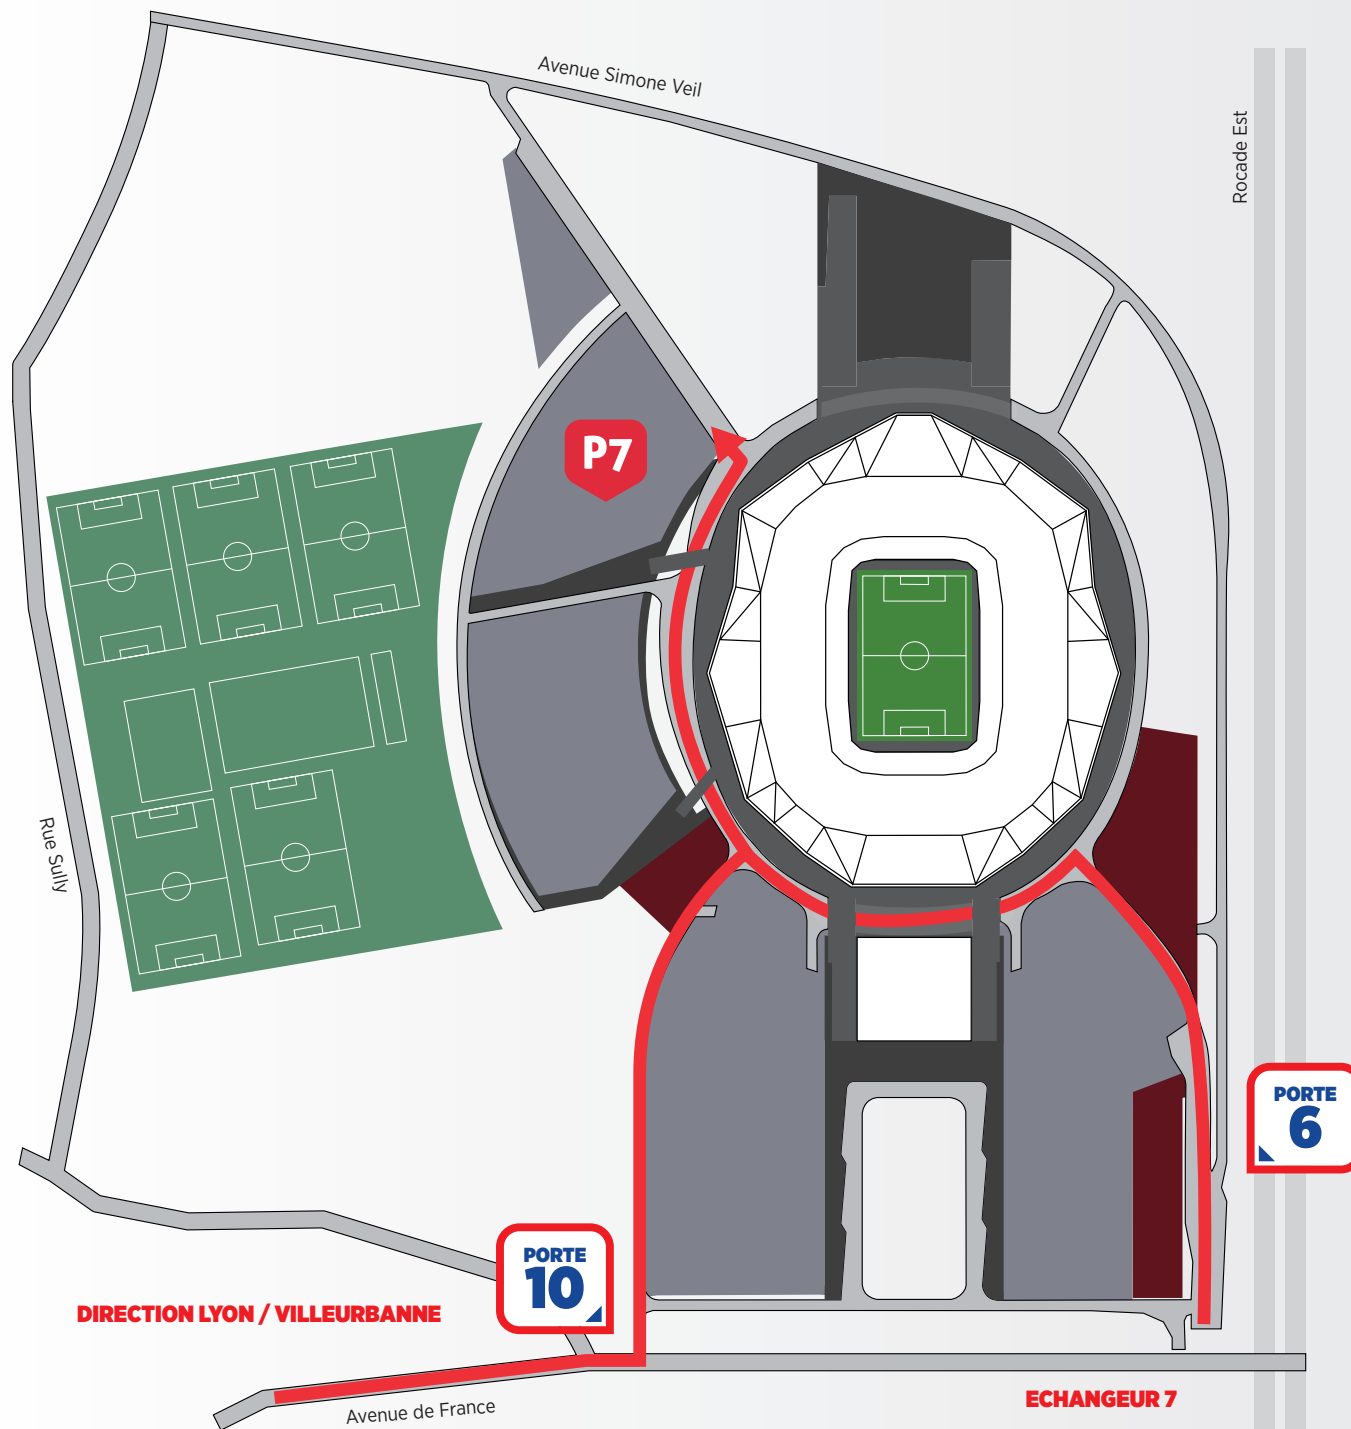 Avenue Simone Veil
Rocade Est
P7
Rue Sully
PORTE
6
PORTE
10
DIRECTION LYON / VILLEURBANNE
ECHANGEUR 7
Avenue de France